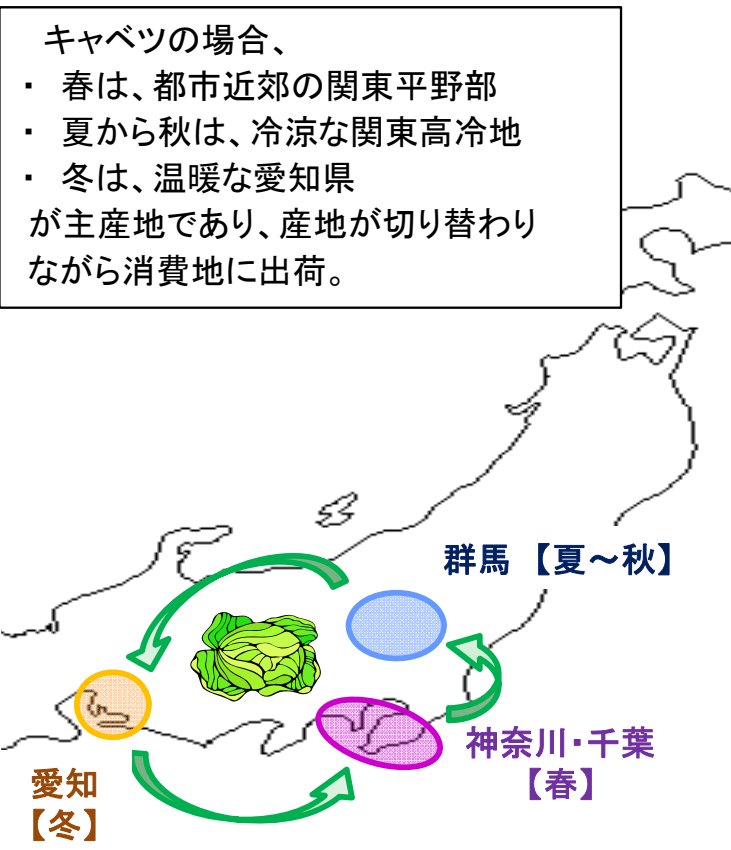 キャベツの場合、
・ 春は、都市近郊の関東平野部
・ 夏から秋は、冷涼な関東高冷地
・ 冬は、温暖な愛知県
が主産地であり、産地が切り替わり
ながら消費地に出荷。
群馬【夏～秋】
神奈川・千葉
【春】
愛知
【冬】